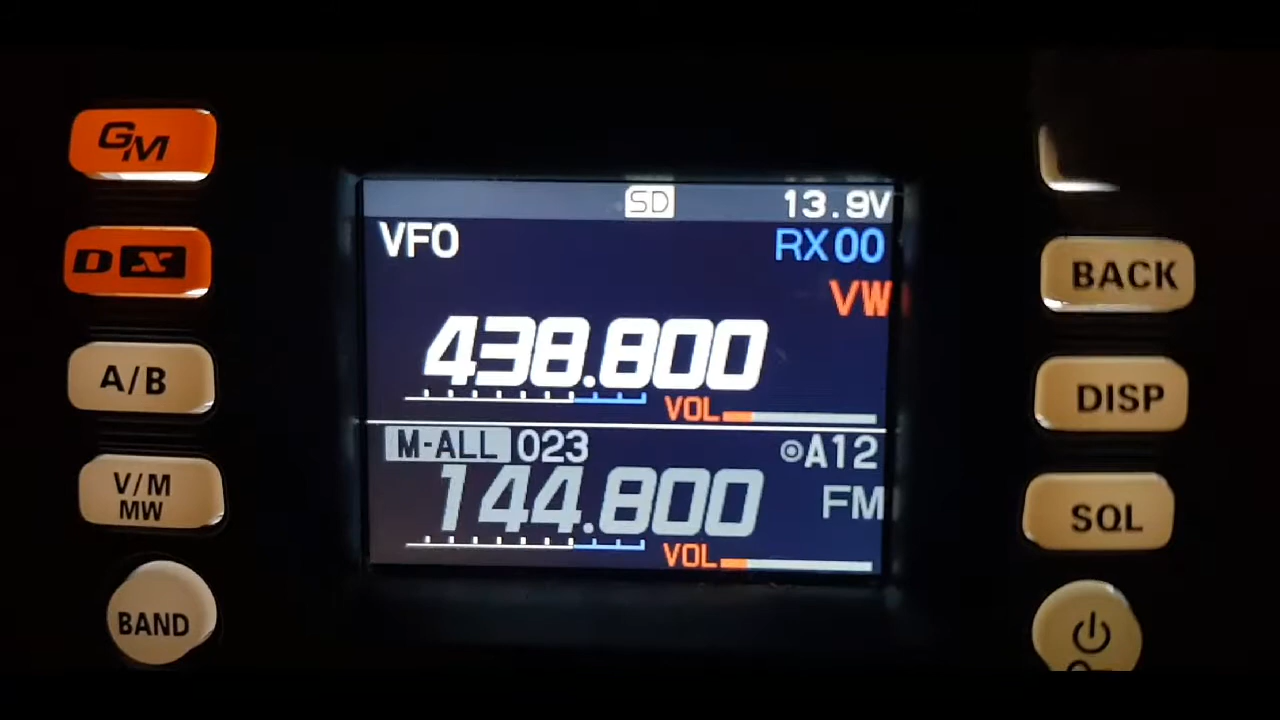 GM
DX
A/B
V/M
MW
BAND
SD 13.9V
VFO RX00
VW
438.800
VOL
M-ALL 023 ◎A12
144.800 FM
VOL
BACK
DISP
SQL